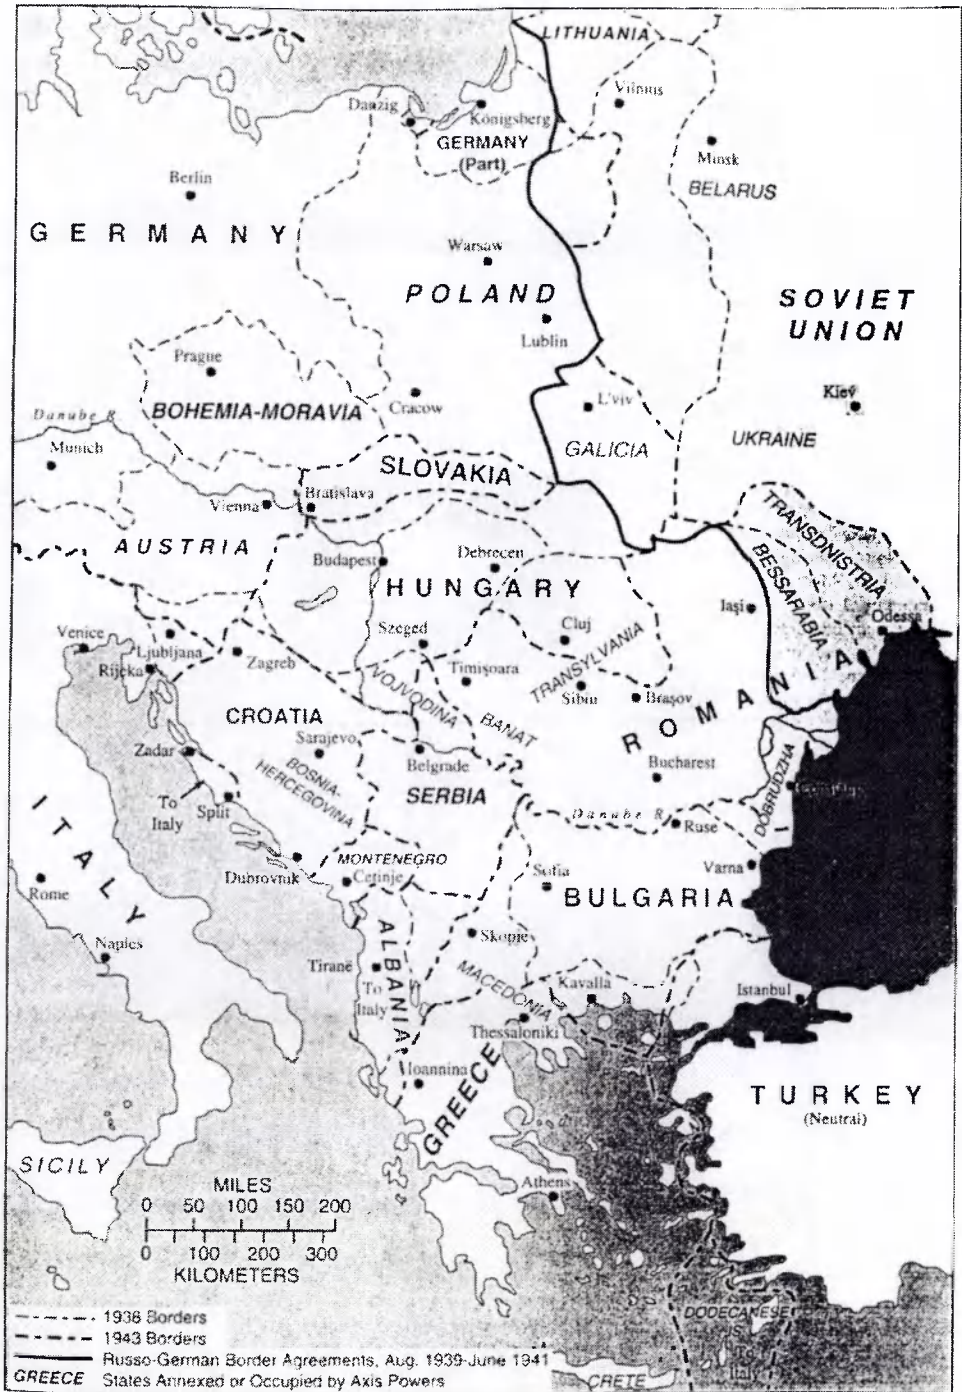 LITHUANIA
Vilnius
Danzig
Königsberg
GERMANY
(Part)
Minsk
BELARUS
Berlin
GERMANY
Warsaw
POLAND
SOVIET
UNION
Lublin
Prague
BOHEMIA-MORAVIA
Cracow
L'viv
Kiev
Danube R.
Munich
GALICIA
UKRAINE
SLOVAKIA
Vienna
Bratislava
TRANSDNISTRIA
AUSTRIA
Budapest
Debrecen
HUNGARY
BESSARABIA
Iaşi
Odessa
Venice
Ljubljana
Rijeka
Zagreb
Szeged
Cluj
Timişoara
TRANSYLVANIA
VOJVODINA
Sibiu
Braşov
ROMANIA
CROATIA
BANAT
Zadar
Sarajevo
BOSNIA-
HERCEGOVINA
Belgrade
Bucharest
DOBRUDZHA
SERBIA
To
Italy
Split
Danube R.
Ruse
ITALY
MONTENEGRO
Dubrovnik
Cetinje
Sofia
Varna
BULGARIA
Rome
Naples
Skopje
ALBANIA
Tiranë
To
Italy
MACEDONIA
Kavalla
Istanbul
Thessaloniki
Ioannina
GREECE
TURKEY
(Neutral)
SICILY
Athens
MILES
0 50 100 150 200
0 100 200 300
KILOMETERS
DODECANESE
IS.
To
Italy
CRETE
1938 Borders
1943 Borders
Russo-German Border Agreements, Aug. 1939-June 1941
GREECE States Annexed or Occupied by Axis Powers